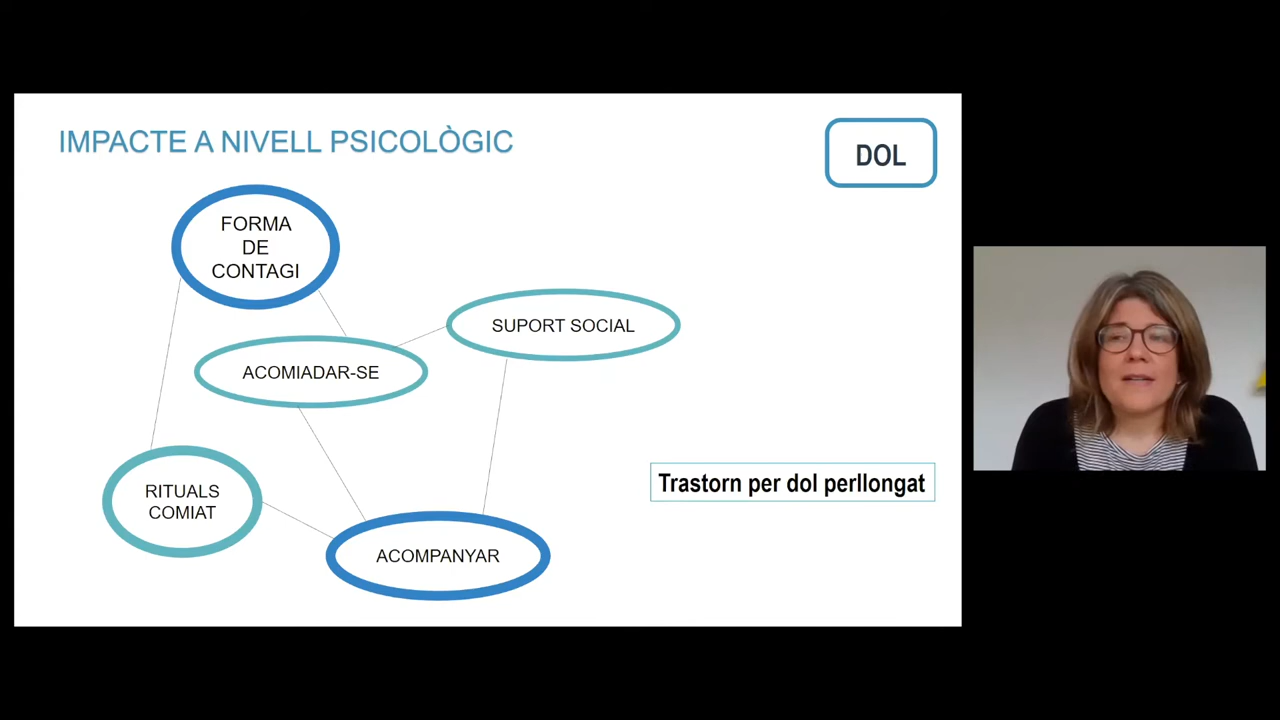 IMPACTE A NIVELL PSICOLÒGIC
DOL
FORMA
DE
CONTAGI
SUPORT SOCIAL
ACOMIADAR-SE
RITUALS
COMIAT
Trastorn per dol perllongat
ACOMPANYAR